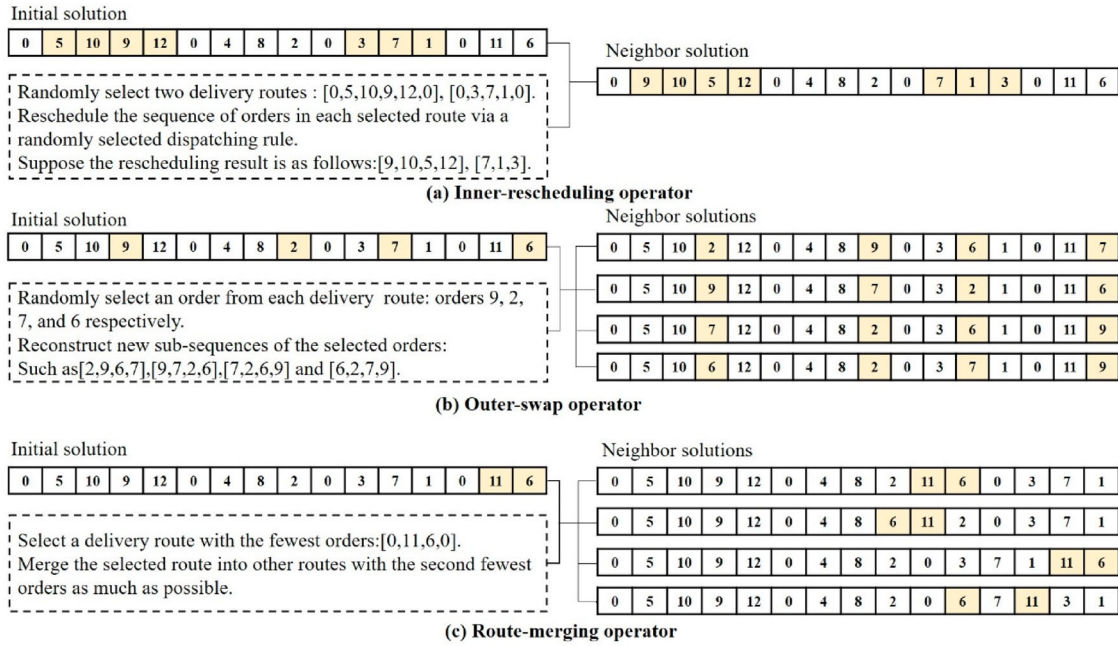 Initial solution
0 5 10 9 12 0 4 8 2 0 3 7 1 0 11 6
Randomly select two delivery routes : [0,5,10,9,12,0], [0,3,7,1,0].
Reschedule the sequence of orders in each selected route via a
randomly selected dispatching rule.
Suppose the rescheduling result is as follows:[9,10,5,12], [7,1,3].
Neighbor solution
0 9 10 5 12 0 4 8 2 0 7 1 3 0 11 6
(a) Inner-rescheduling operator
Initial solution
0 5 10 9 12 0 4 8 2 0 3 7 1 0 11 6
Randomly select an order from each delivery route: orders 9, 2,
7, and 6 respectively.
Reconstruct new sub-sequences of the selected orders:
Such as[2,9,6,7],[9,7,2,6],[7,2,6,9] and [6,2,7,9].
Neighbor solutions
0 5 10 2 12 0 4 8 9 0 3 6 1 0 11 7
0 5 10 9 12 0 4 8 7 0 3 2 1 0 11 6
0 5 10 7 12 0 4 8 2 0 3 6 1 0 11 9
0 5 10 6 12 0 4 8 2 0 3 7 1 0 11 9
(b) Outer-swap operator
Initial solution
0 5 10 9 12 0 4 8 2 0 3 7 1 0 11 6
Select a delivery route with the fewest orders:[0,11,6,0].
Merge the selected route into other routes with the second fewest
orders as much as possible.
Neighbor solutions
0 5 10 9 12 0 4 8 2 11 6 0 3 7 1
0 5 10 9 12 0 4 8 6 11 2 0 3 7 1
0 5 10 9 12 0 4 8 2 0 3 7 1 11 6
0 5 10 9 12 0 4 8 2 0 6 7 11 3 1
(c) Route-merging operator